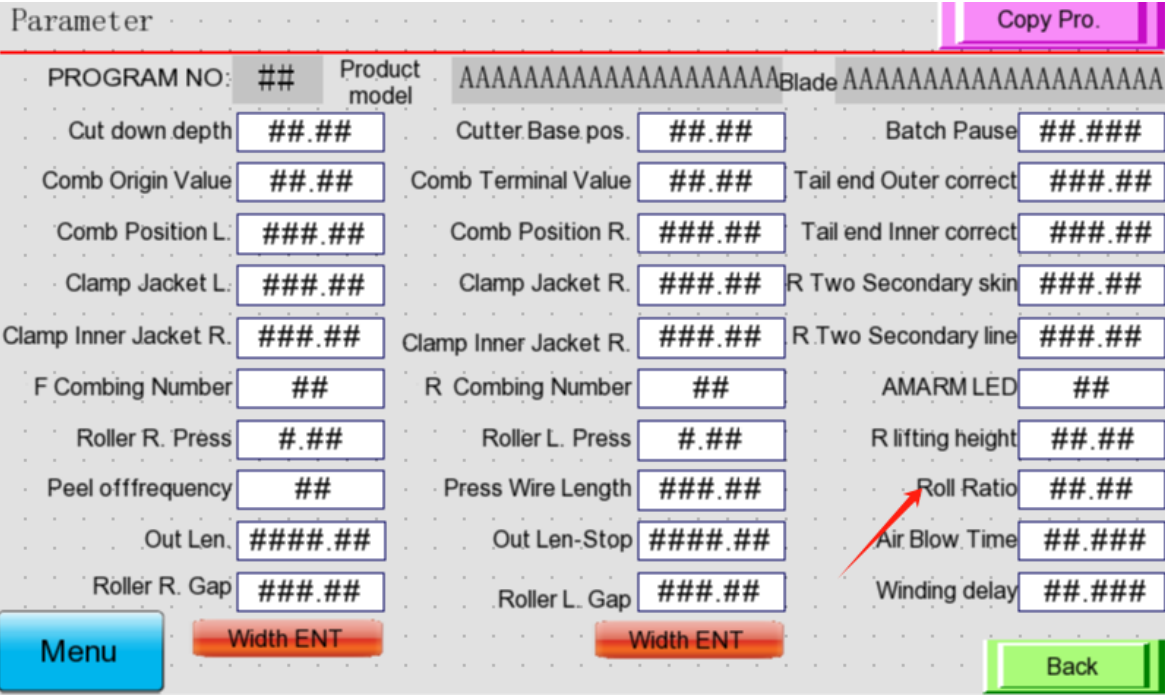 Parameter Copy Pro.
PROGRAM NO: ## Product model AAAAAAAAAAAAAAAAAAAA Blade AAAAAAAAAAAAAAAAAAAA
Cut down depth ##.## Cutter Base pos. ##.## Batch Pause ##.###
Comb Origin Value ##.## Comb Terminal Value ##.## Tail end Outer correct ###.##
Comb Position L. ###.## Comb Position R. ###.## Tail end Inner correct ###.##
Clamp Jacket L. ###.## Clamp Jacket R. ###.## R Two Secondary skin ###.##
Clamp Inner Jacket R. ###.## Clamp Inner Jacket R. ###.## R Two Secondary line ###.##
F Combing Number ## R Combing Number ## AMARM LED ##
Roller R. Press #.## Roller L. Press #.## R lifting height ##.##
Peel offfrequency ## Press Wire Length ###.## Roll Ratio ##.##
Out Len. ####.## Out Len-Stop ####.## Air Blow Time ##.###
Roller R. Gap ###.## Roller L. Gap ###.## Winding delay ##.###
Menu Width ENT Width ENT Back